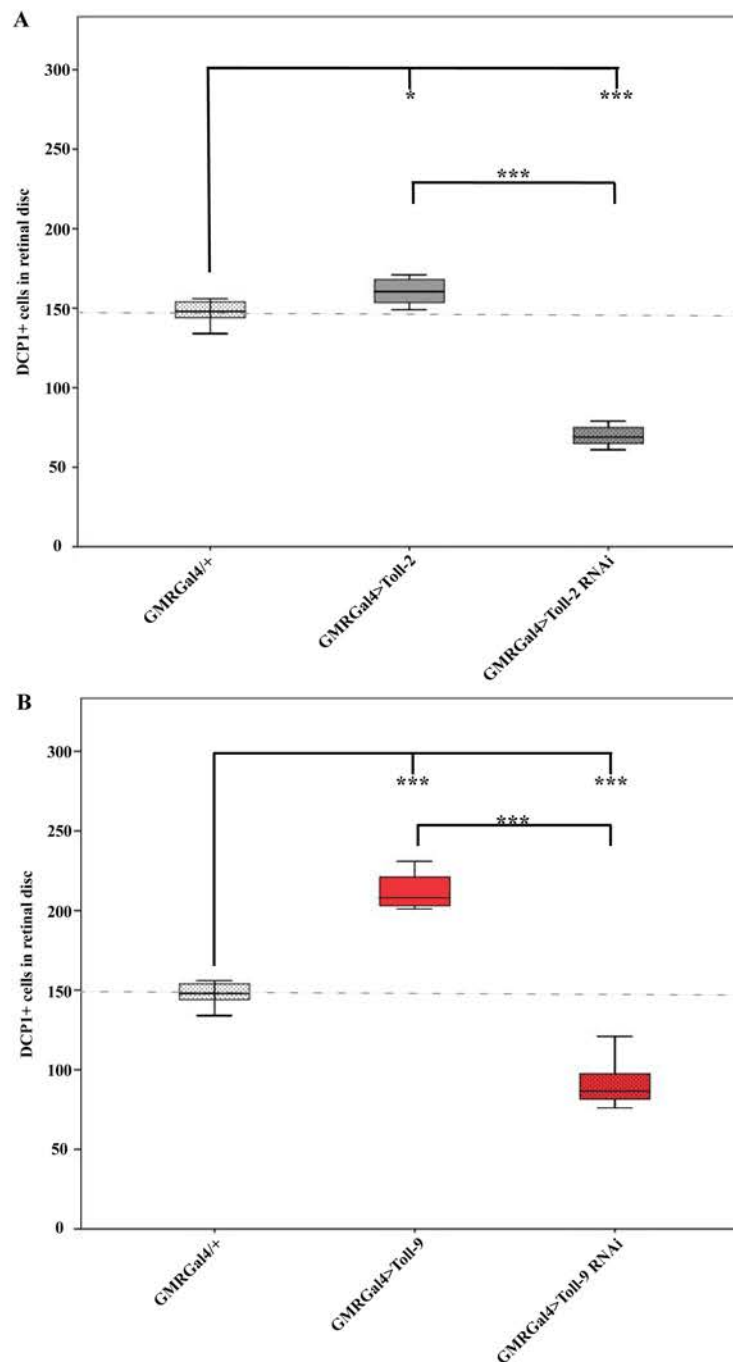 A
300
250
200
150
100
50
0
DCP1+ cells in retinal disc
*
***
***
GMRGal4/+
GMRGal4>Toll-2
GMRGal4>Toll-2 RNAi
B
300
250
200
150
100
50
0
DCP1+ cells in retinal disc
***
***
***
GMRGal4/+
GMRGal4>Toll-9
GMRGal4>Toll-9 RNAi